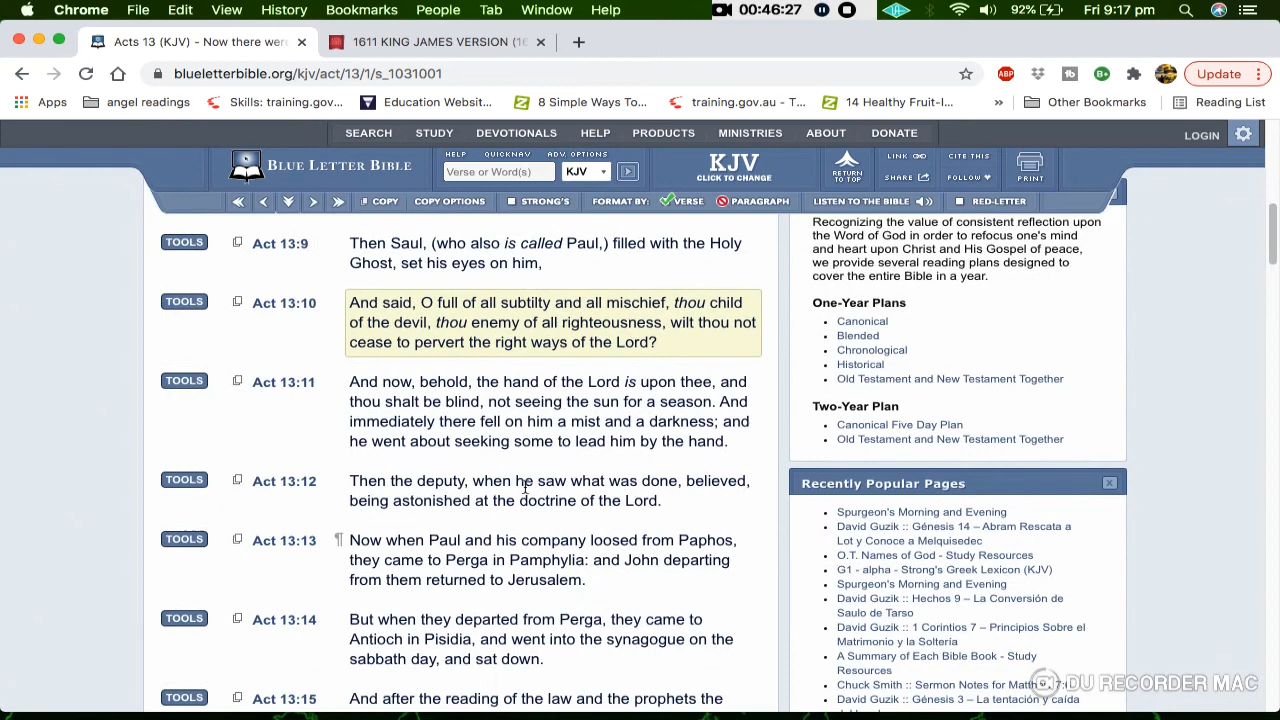 Chrome File Edit View History Bookmarks People Tab Window Help 00:46:27 92% Fri 9:17 pm
Acts 13 (KJV) - Now there were × 1611 KING JAMES VERSION (16 × +
blueletterbible.org/kjv/act/13/1/s_1031001 ABP Update
Apps angel readings Skills: training.gov... Education Websit... 8 Simple Ways To... training.gov.au - T... 14 Healthy Fruit-I... » Other Bookmarks Reading List
SEARCH STUDY DEVOTIONALS HELP PRODUCTS MINISTRIES ABOUT DONATE LOGIN
BLUE LETTER BIBLE
HELP QUICKNAV ADV. OPTIONS
Verse or Word(s) KJV
KJV
CLICK TO CHANGE
RETURN TO TOP
LINK CITE THIS
SHARE FOLLOW PRINT
COPY COPY OPTIONS STRONG'S FORMAT BY: VERSE PARAGRAPH LISTEN TO THE BIBLE RED-LETTER
TOOLS Act 13:9 Then Saul, (who also is called Paul,) filled with the Holy
Ghost, set his eyes on him,
TOOLS Act 13:10 And said, O full of all subtilty and all mischief, thou child
of the devil, thou enemy of all righteousness, wilt thou not
cease to pervert the right ways of the Lord?
TOOLS Act 13:11 And now, behold, the hand of the Lord is upon thee, and
thou shalt be blind, not seeing the sun for a season. And
immediately there fell on him a mist and a darkness; and
he went about seeking some to lead him by the hand.
TOOLS Act 13:12 Then the deputy, when he saw what was done, believed,
being astonished at the doctrine of the Lord.
TOOLS Act 13:13 ¶ Now when Paul and his company loosed from Paphos,
they came to Perga in Pamphylia: and John departing
from them returned to Jerusalem.
TOOLS Act 13:14 But when they departed from Perga, they came to
Antioch in Pisidia, and went into the synagogue on the
sabbath day, and sat down.
TOOLS Act 13:15 And after the reading of the law and the prophets the
Recognizing the value of consistent reflection upon
the Word of God in order to refocus one's mind
and heart upon Christ and His Gospel of peace,
we provide several reading plans designed to
cover the entire Bible in a year.
One-Year Plans
• Canonical
• Blended
• Chronological
• Historical
• Old Testament and New Testament Together
Two-Year Plan
• Canonical Five Day Plan
• Old Testament and New Testament Together
Recently Popular Pages
• Spurgeon's Morning and Evening
• David Guzik :: Génesis 14 – Abram Rescata a
Lot y Conoce a Melquisedec
• O.T. Names of God - Study Resources
• G1 - alpha - Strong's Greek Lexicon (KJV)
• Spurgeon's Morning and Evening
• David Guzik :: Hechos 9 – La Conversión de
Saulo de Tarso
• David Guzik :: 1 Corintios 7 – Principios Sobre el
Matrimonio y la Soltería
• A Summary of Each Bible Book - Study
Resources
• Chuck Smith :: Sermon Notes for
• David Guzik :: Génesis 3 – La tentación y caída
DU RECORDER MAC